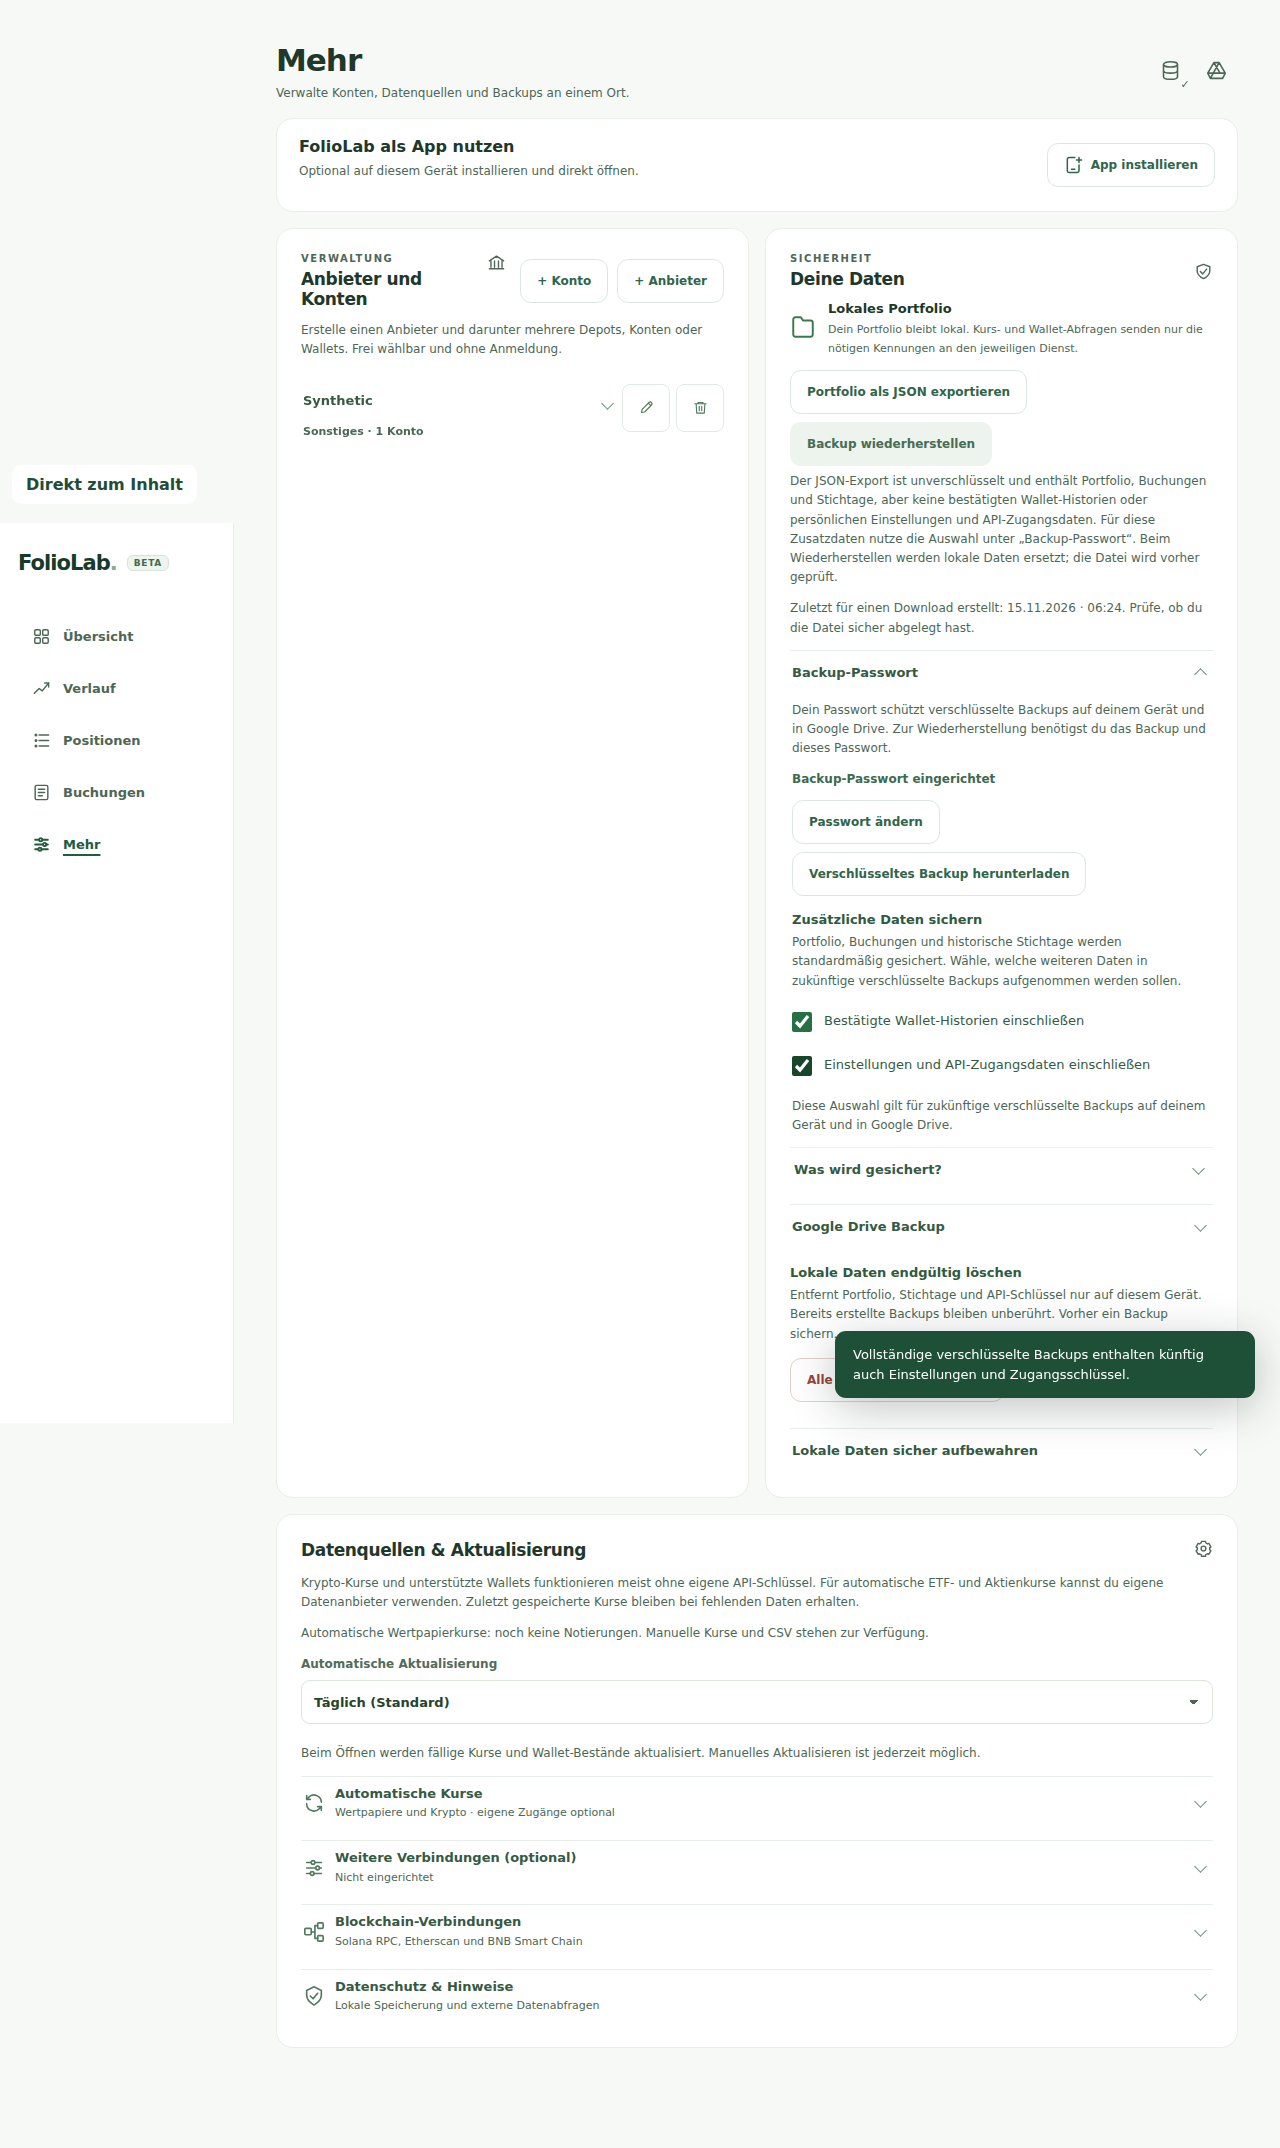 Mehr
Verwalte Konten, Datenquellen und Backups an einem Ort.
FolioLab als App nutzen
Optional auf diesem Gerät installieren und direkt öffnen.
App installieren
VERWALTUNG
Anbieter und
Konten
+ Konto
+ Anbieter
Erstelle einen Anbieter und darunter mehrere Depots, Konten oder
Wallets. Frei wählbar und ohne Anmeldung.
Synthetic
Sonstiges · 1 Konto
SICHERHEIT
Deine Daten
Lokales Portfolio
Dein Portfolio bleibt lokal. Kurs- und Wallet-Abfragen senden nur die
nötigen Kennungen an den jeweiligen Dienst.
Portfolio als JSON exportieren
Backup wiederherstellen
Der JSON-Export ist unverschlüsselt und enthält Portfolio, Buchungen
und Stichtage, aber keine bestätigten Wallet-Historien oder
persönlichen Einstellungen und API-Zugangsdaten. Für diese
Zusatzdaten nutze die Auswahl unter „Backup-Passwort“. Beim
Wiederherstellen werden lokale Daten ersetzt; die Datei wird vorher
geprüft.
Zuletzt für einen Download erstellt: 15.11.2026 · 06:24. Prüfe, ob du
die Datei sicher abgelegt hast.
Backup-Passwort
Dein Passwort schützt verschlüsselte Backups auf deinem Gerät und
in Google Drive. Zur Wiederherstellung benötigst du das Backup und
dieses Passwort.
Backup-Passwort eingerichtet
Passwort ändern
Verschlüsseltes Backup herunterladen
Zusätzliche Daten sichern
Portfolio, Buchungen und historische Stichtage werden
standardmäßig gesichert. Wähle, welche weiteren Daten in
zukünftige verschlüsselte Backups aufgenommen werden sollen.
Bestätigte Wallet-Historien einschließen
Einstellungen und API-Zugangsdaten einschließen
Diese Auswahl gilt für zukünftige verschlüsselte Backups auf deinem
Gerät und in Google Drive.
Was wird gesichert?
Google Drive Backup
Lokale Daten endgültig löschen
Entfernt Portfolio, Stichtage und API-Schlüssel nur auf diesem Gerät.
Bereits erstellte Backups bleiben unberührt. Vorher ein Backup
sichern.
Alle
Vollständige verschlüsselte Backups enthalten künftig
auch Einstellungen und Zugangsschlüssel.
Lokale Daten sicher aufbewahren
Direkt zum Inhalt
FolioLab. BETA
Übersicht
Verlauf
Positionen
Buchungen
Mehr
Datenquellen & Aktualisierung
Krypto-Kurse und unterstützte Wallets funktionieren meist ohne eigene API-Schlüssel. Für automatische ETF- und Aktienkurse kannst du eigene
Datenanbieter verwenden. Zuletzt gespeicherte Kurse bleiben bei fehlenden Daten erhalten.
Automatische Wertpapierkurse: noch keine Notierungen. Manuelle Kurse und CSV stehen zur Verfügung.
Automatische Aktualisierung
Täglich (Standard)
Beim Öffnen werden fällige Kurse und Wallet-Bestände aktualisiert. Manuelles Aktualisieren ist jederzeit möglich.
Automatische Kurse
Wertpapiere und Krypto · eigene Zugänge optional
Weitere Verbindungen (optional)
Nicht eingerichtet
Blockchain-Verbindungen
Solana RPC, Etherscan und BNB Smart Chain
Datenschutz & Hinweise
Lokale Speicherung und externe Datenabfragen